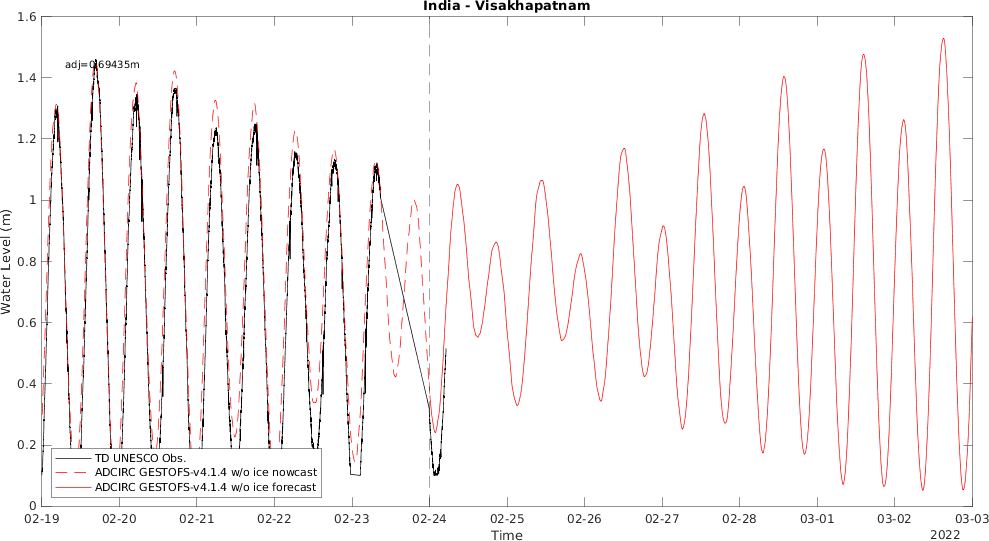 India - Visakhapatnam
adj=0.69435m
1.6
1.4
1.2
1
0.8
0.6
0.4
0.2
0
Water Level (m)
TD UNESCO Obs.
ADCIRC GESTOFS-v4.1.4 w/o ice nowcast
ADCIRC GESTOFS-v4.1.4 w/o ice forecast
02-19 02-20 02-21 02-22 02-23 02-24 02-25 02-26 02-27 02-28 03-01 03-02 03-03
Time
2022